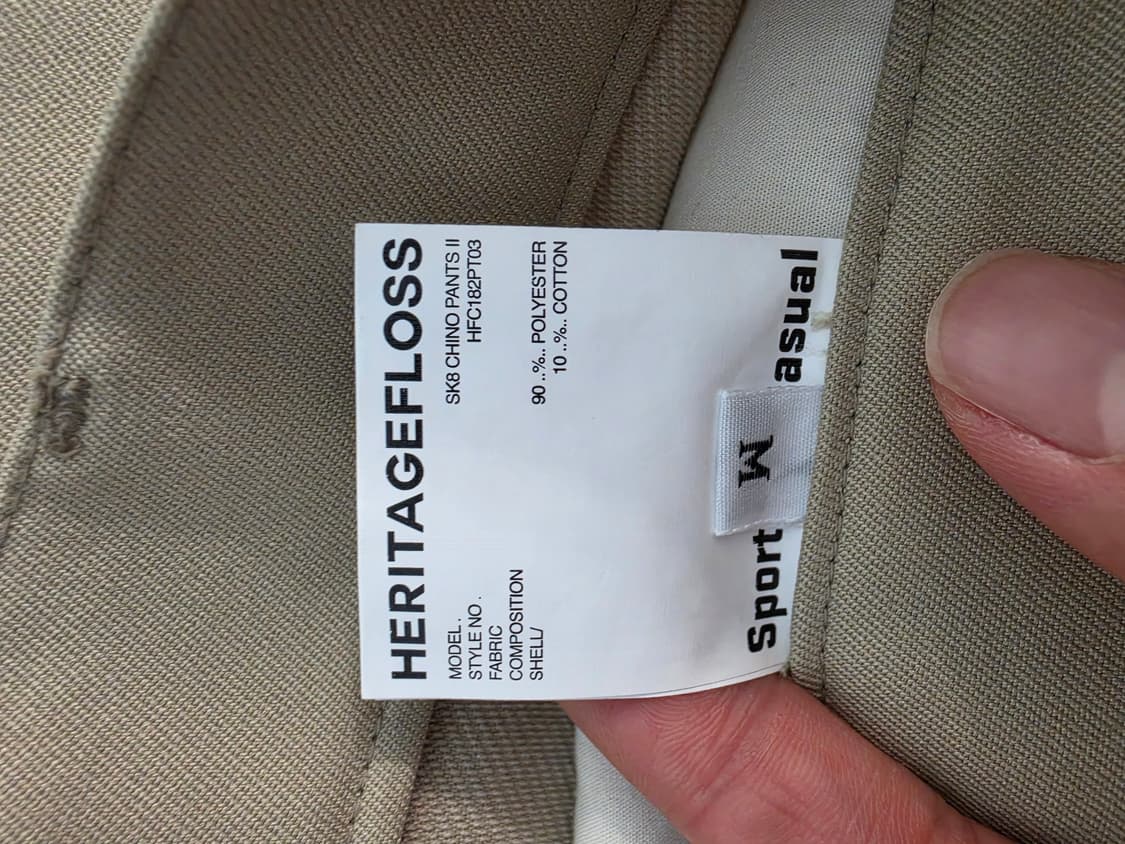 HERITAGEFLOSS
MODEL. SK8 CHINO PANTS II
STYLE NO. HFC182PT03
FABRIC
COMPOSITION
SHELL/ 90 ..%.. POLYESTER
10 ..%.. COTTON
M
Sport asual